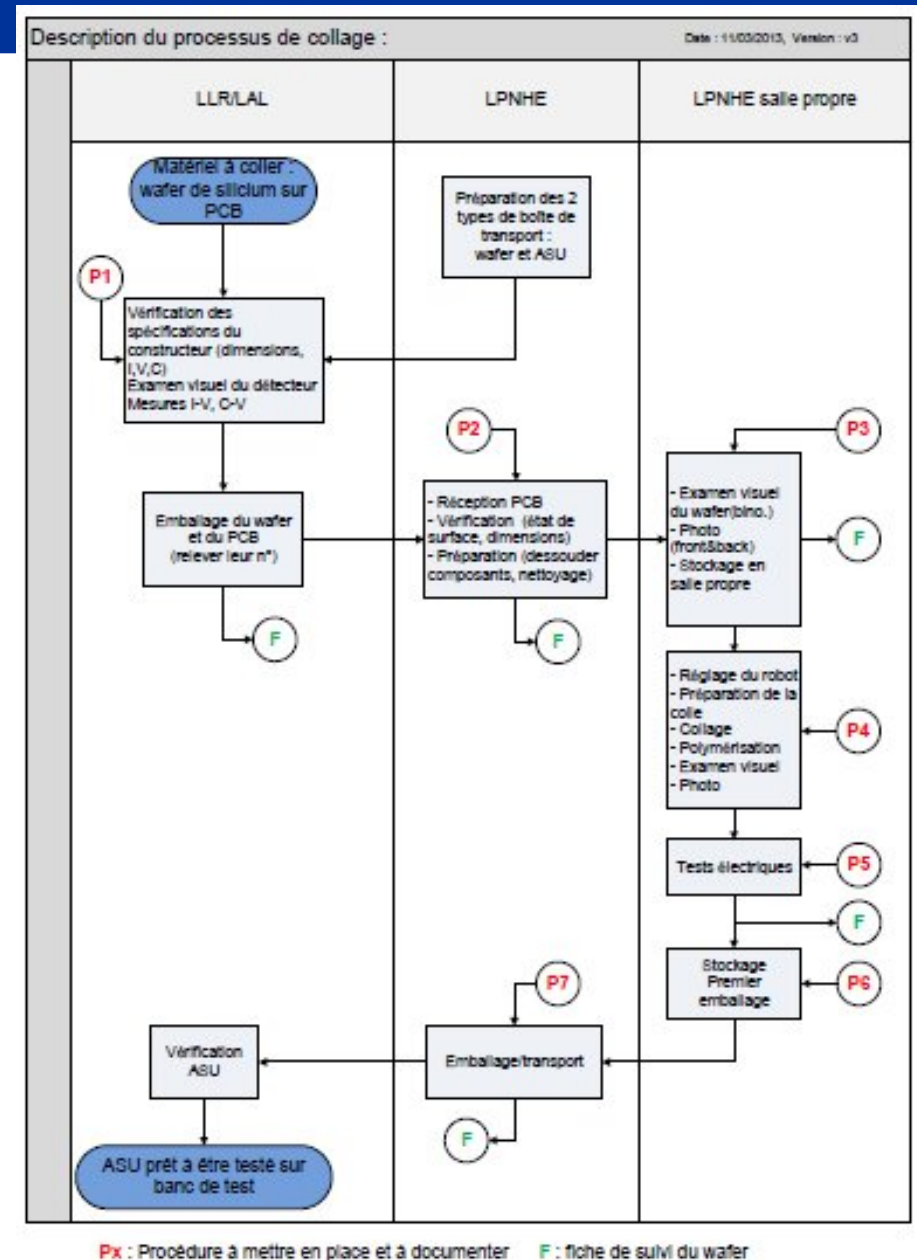 Description du processus de collage :
Date : 11/03/2013, Version : v3
LLR/LAL
LPNHE
LPNHE salle propre
Matériel à coller :
wafer de silicium sur
PCB
Préparation des 2
types de boîte de
transport :
wafer et ASU
P1
Vérification des
spécifications du
constructeur (dimensions,
I,V,C)
Examen visuel du détecteur
Mesures I-V, C-V
P2
P3
Emballage du wafer
et du PCB
(relever leur n°)
- Réception PCB
- Vérification (état de
surface, dimensions)
- Préparation (dessouder
composants, nettoyage)
- Examen visuel
du wafer(bino.)
- Photo
(front&back)
- Stockage en
salle propre
F
F
F
- Réglage du robot
- Préparation de la
colle
- Collage
- Polymérisation
- Examen visuel
- Photo
P4
Tests électriques
P5
F
Stockage
Premier
emballage
P6
P7
Vérification
ASU
Emballage/transport
F
ASU prêt à être testé sur
banc de test
Px : Procédure à mettre en place et à documenter F : fiche de suivi du wafer